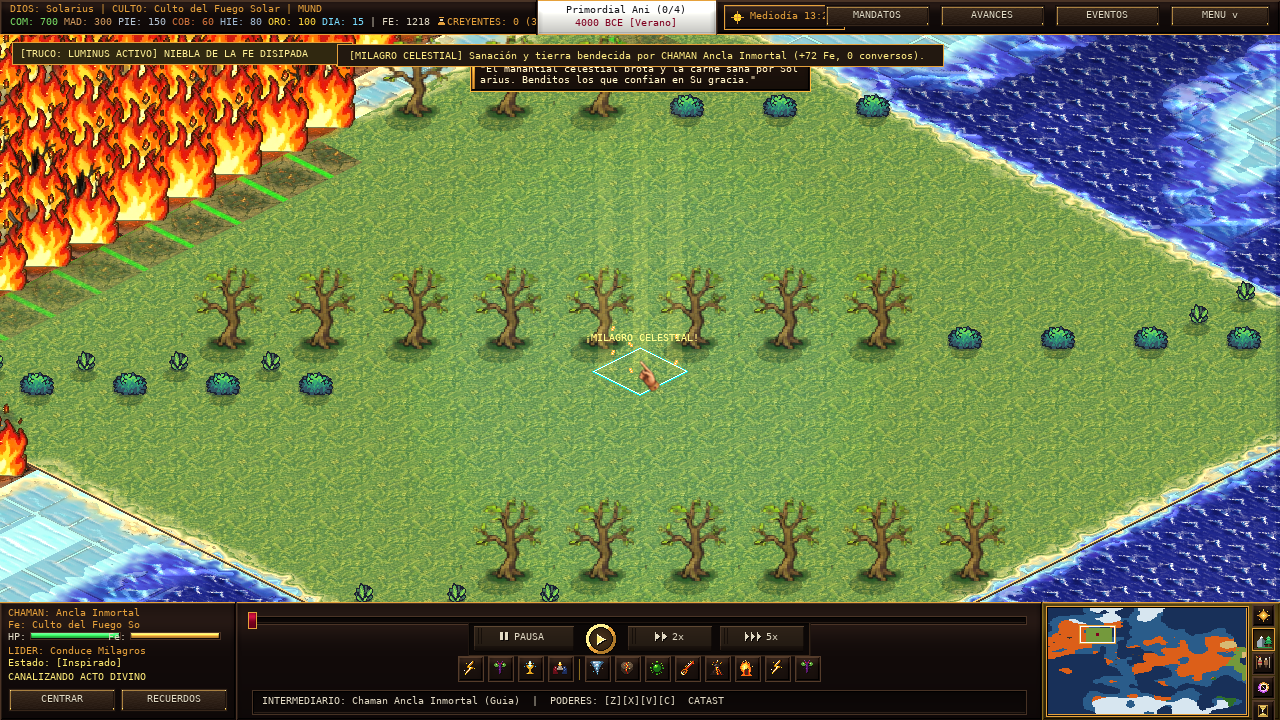 DIOS: Solarius | CULTO: Culto del Fuego Solar | MUND
COM: 700 MAD: 300 PIE: 150 COB: 60 HIE: 80 ORO: 100 DIA: 15 | FE: 1218 CREYENTES: 0 (3
Primordial Ani (0/4)
4000 BCE [Verano]
Mediodía 13:2
MANDATOS
AVANCES
EVENTOS
MENU v
[TRUCO: LUMINUS ACTIVO] NIEBLA DE LA FE DISIPADA
[MILAGRO CELESTIAL] Sanación y tierra bendecida por CHAMAN Ancla Inmortal (+72 Fe, 0 conversos).
"El manantial celestial brota y la carne sana por Sol
arius. Benditos los que confian en Su gracia."
¡MILAGRO CELESTIAL!
CHAMAN: Ancla Inmortal
Fe: Culto del Fuego So
HP: Fe:
LIDER: Conduce Milagros
Estado: [Inspirado]
CANALIZANDO ACTO DIVINO
CENTRAR
RECUERDOS
PAUSA
2x
5x
INTERMEDIARIO: Chaman Ancla Inmortal (Guia) | PODERES: [Z][X][V][C] CATAST